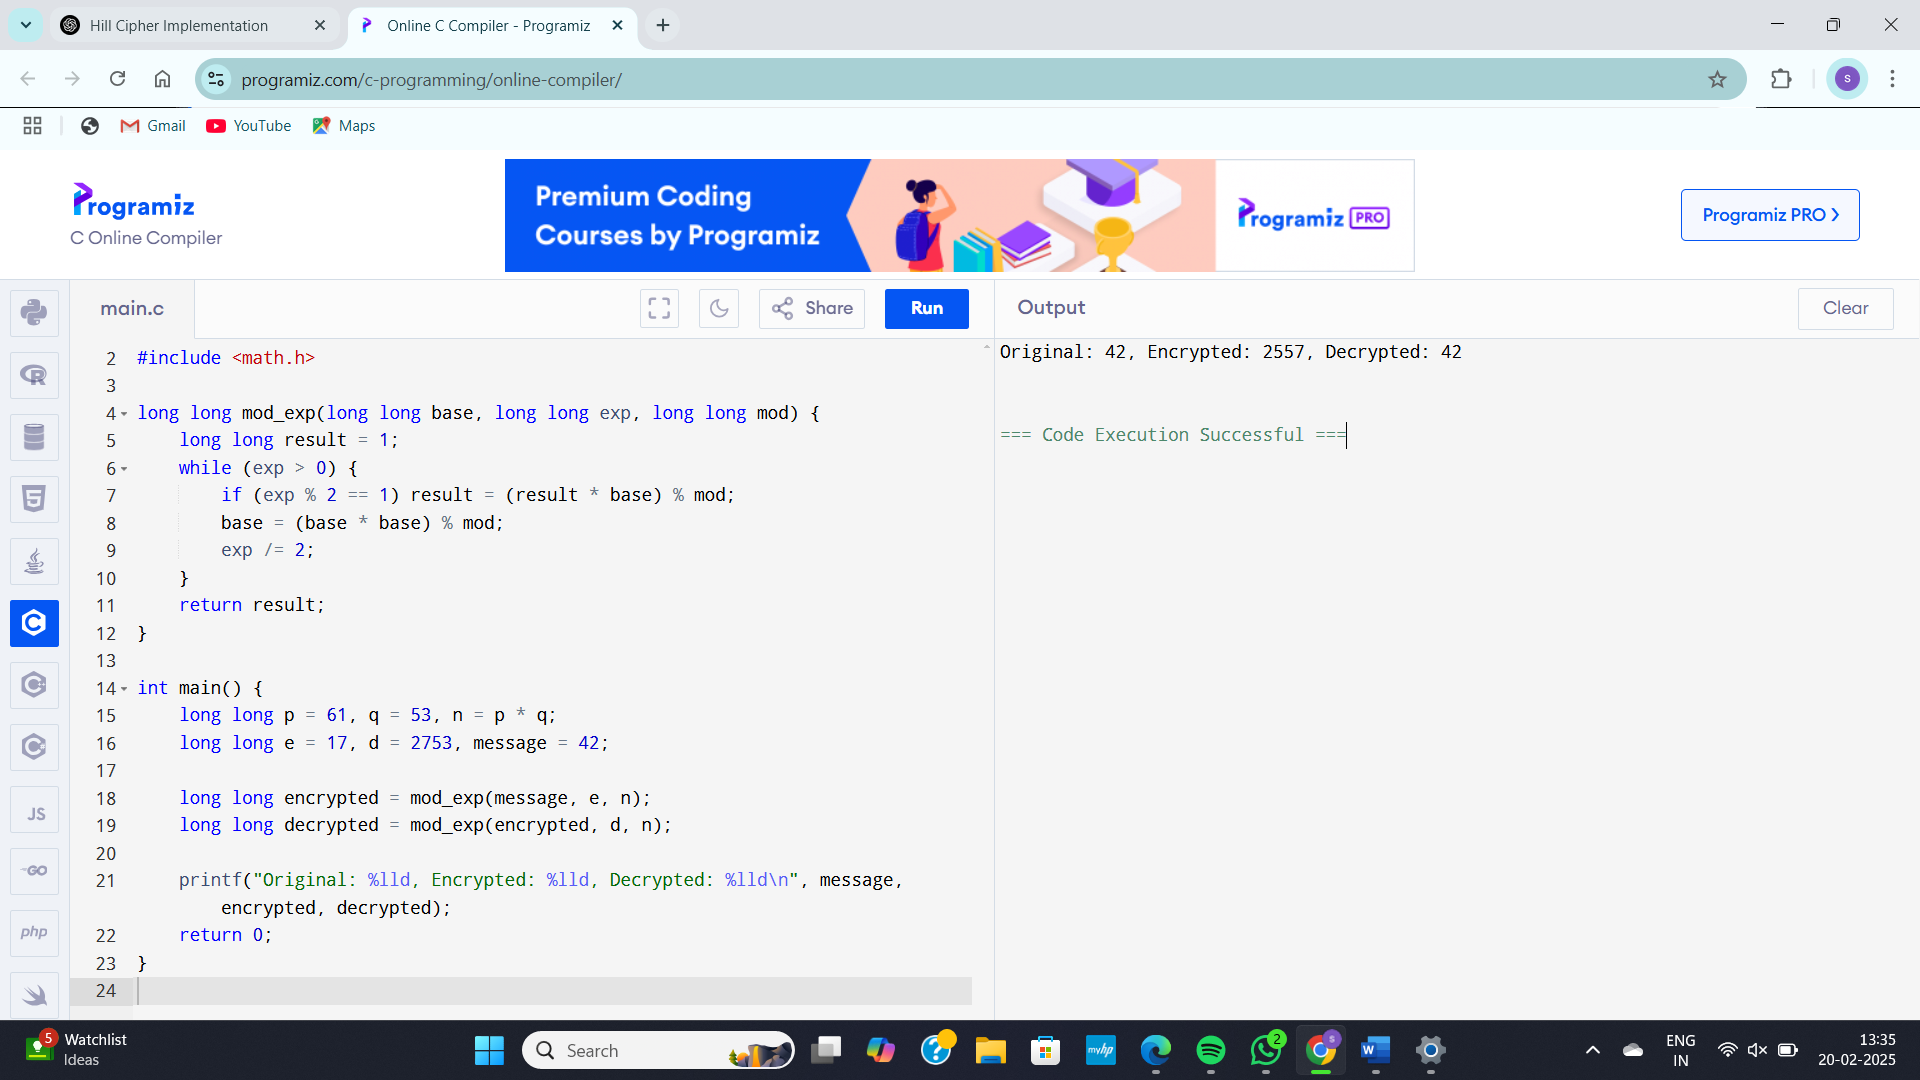 Hill Cipher Implementation
Online C Compiler - Programiz
programiz.com/c-programming/online-compiler/
S
Gmail
YouTube
Maps
Programiz
C Online Compiler
Premium Coding
Courses by Programiz
Programiz PRO
Programiz PRO
main.c
Share
Run
Output
Clear
2 #include <math.h>
3
4 long long mod_exp(long long base, long long exp, long long mod) {
5 long long result = 1;
6 while (exp > 0) {
7 if (exp % 2 == 1) result = (result * base) % mod;
8 base = (base * base) % mod;
9 exp /= 2;
10 }
11 return result;
12 }
13
14 int main() {
15 long long p = 61, q = 53, n = p * q;
16 long long e = 17, d = 2753, message = 42;
17
18 long long encrypted = mod_exp(message, e, n);
19 long long decrypted = mod_exp(encrypted, d, n);
20
21 printf("Original: %lld, Encrypted: %lld, Decrypted: %lld\n", message,
encrypted, decrypted);
22 return 0;
23 }
24
Original: 42, Encrypted: 2557, Decrypted: 42
=== Code Execution Successful ===
JS
GO
php
5
Watchlist
Ideas
Search
myhp
2
S
W
ENG
IN
13:35
20-02-2025